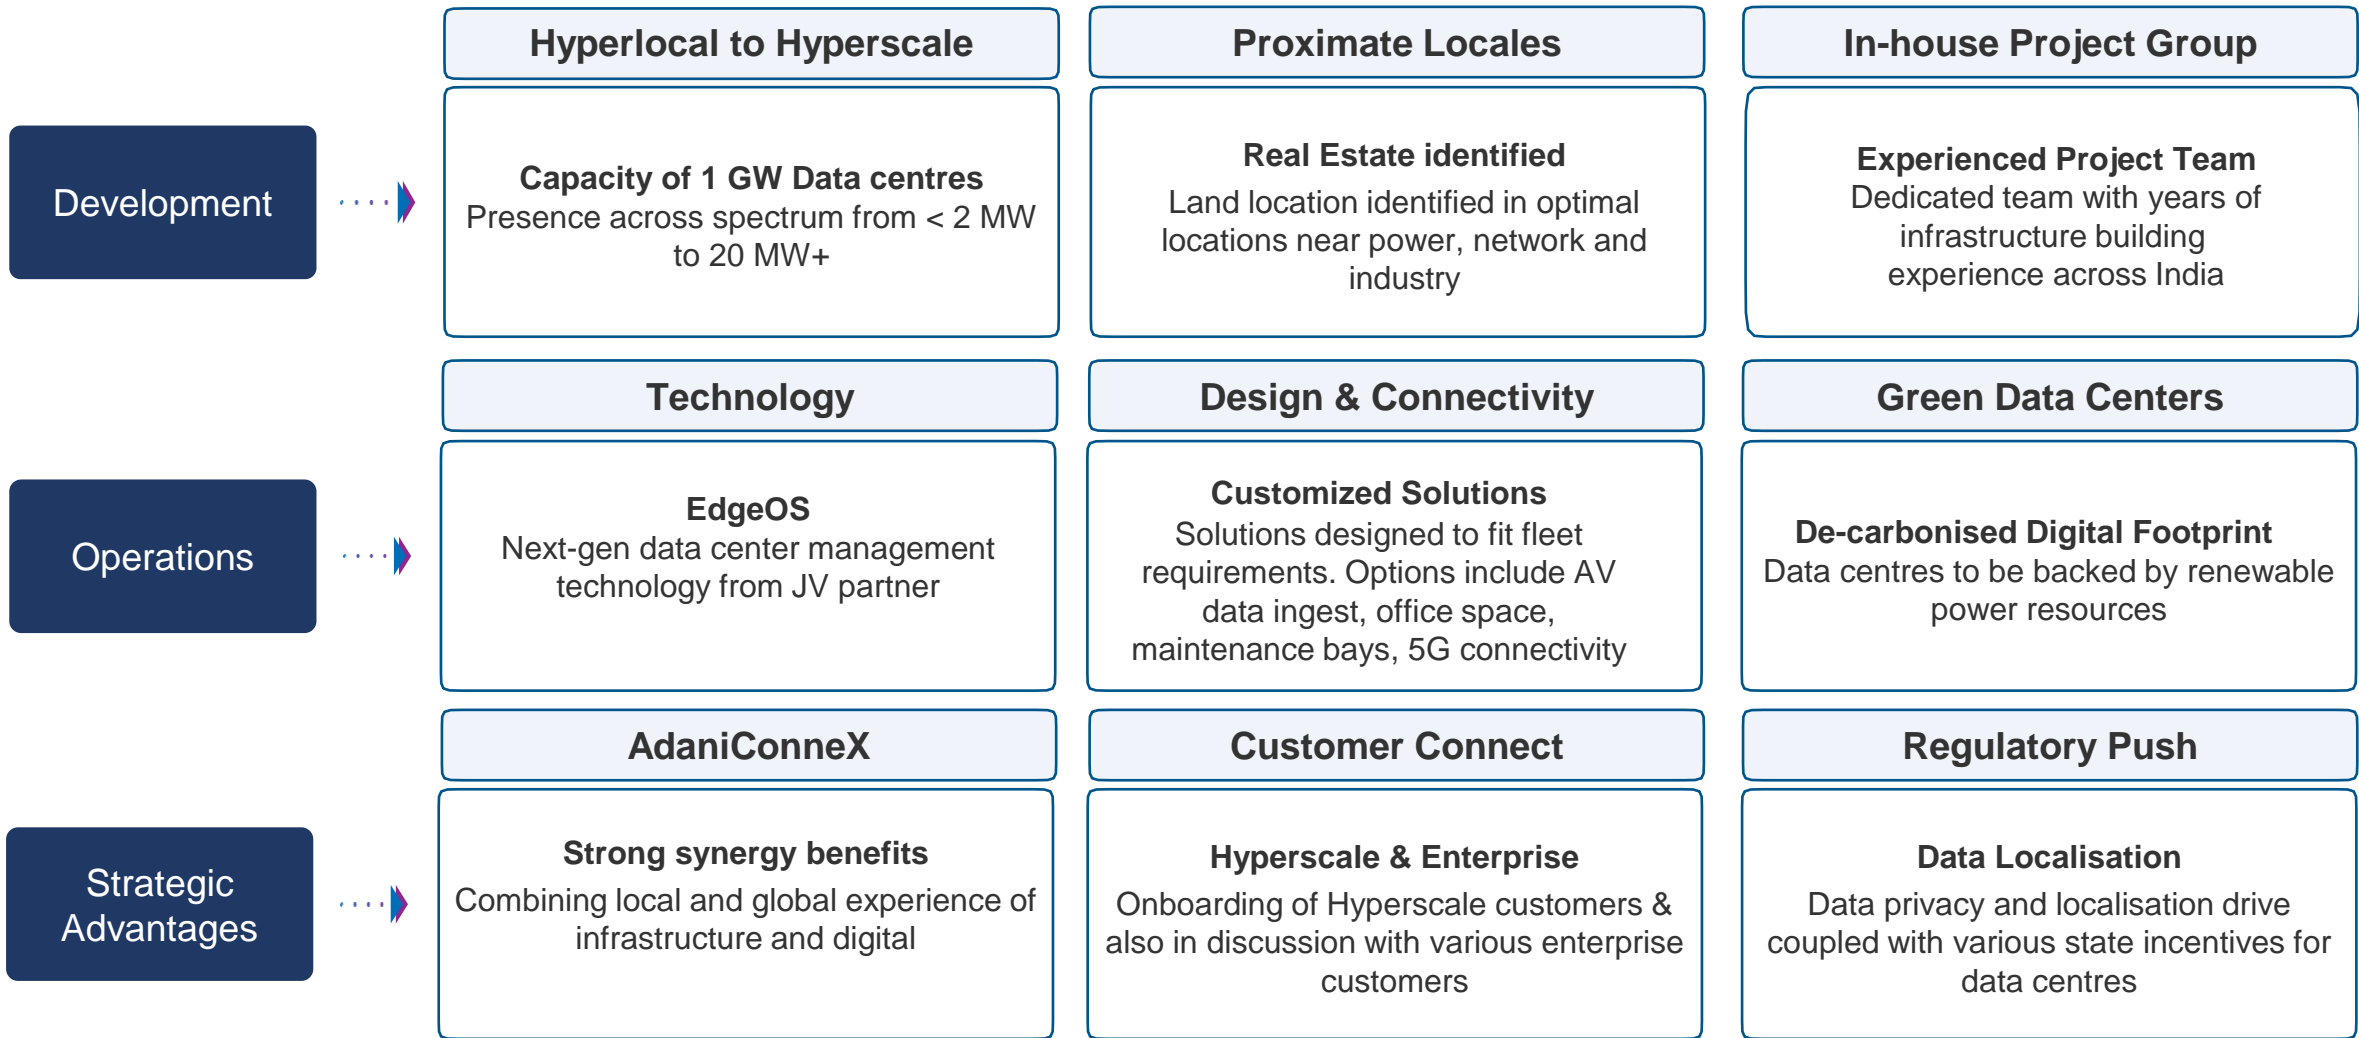 Hyperlocal to Hyperscale
Proximate Locales
In-house Project Group
Development
Capacity of 1 GW Data centres
Presence across spectrum from < 2 MW
to 20 MW+
Real Estate identified
Land location identified in optimal
locations near power, network and
industry
Experienced Project Team
Dedicated team with years of
infrastructure building
experience across India
Technology
Design & Connectivity
Green Data Centers
Operations
EdgeOS
Next-gen data center management
technology from JV partner
Customized Solutions
Solutions designed to fit fleet
requirements. Options include AV
data ingest, office space,
maintenance bays, 5G connectivity
De-carbonised Digital Footprint
Data centres to be backed by renewable
power resources
AdaniConneX
Customer Connect
Regulatory Push
Strategic
Advantages
Strong synergy benefits
Combining local and global experience of
infrastructure and digital
Hyperscale & Enterprise
Onboarding of Hyperscale customers &
also in discussion with various enterprise
customers
Data Localisation
Data privacy and localisation drive
coupled with various state incentives for
data centres